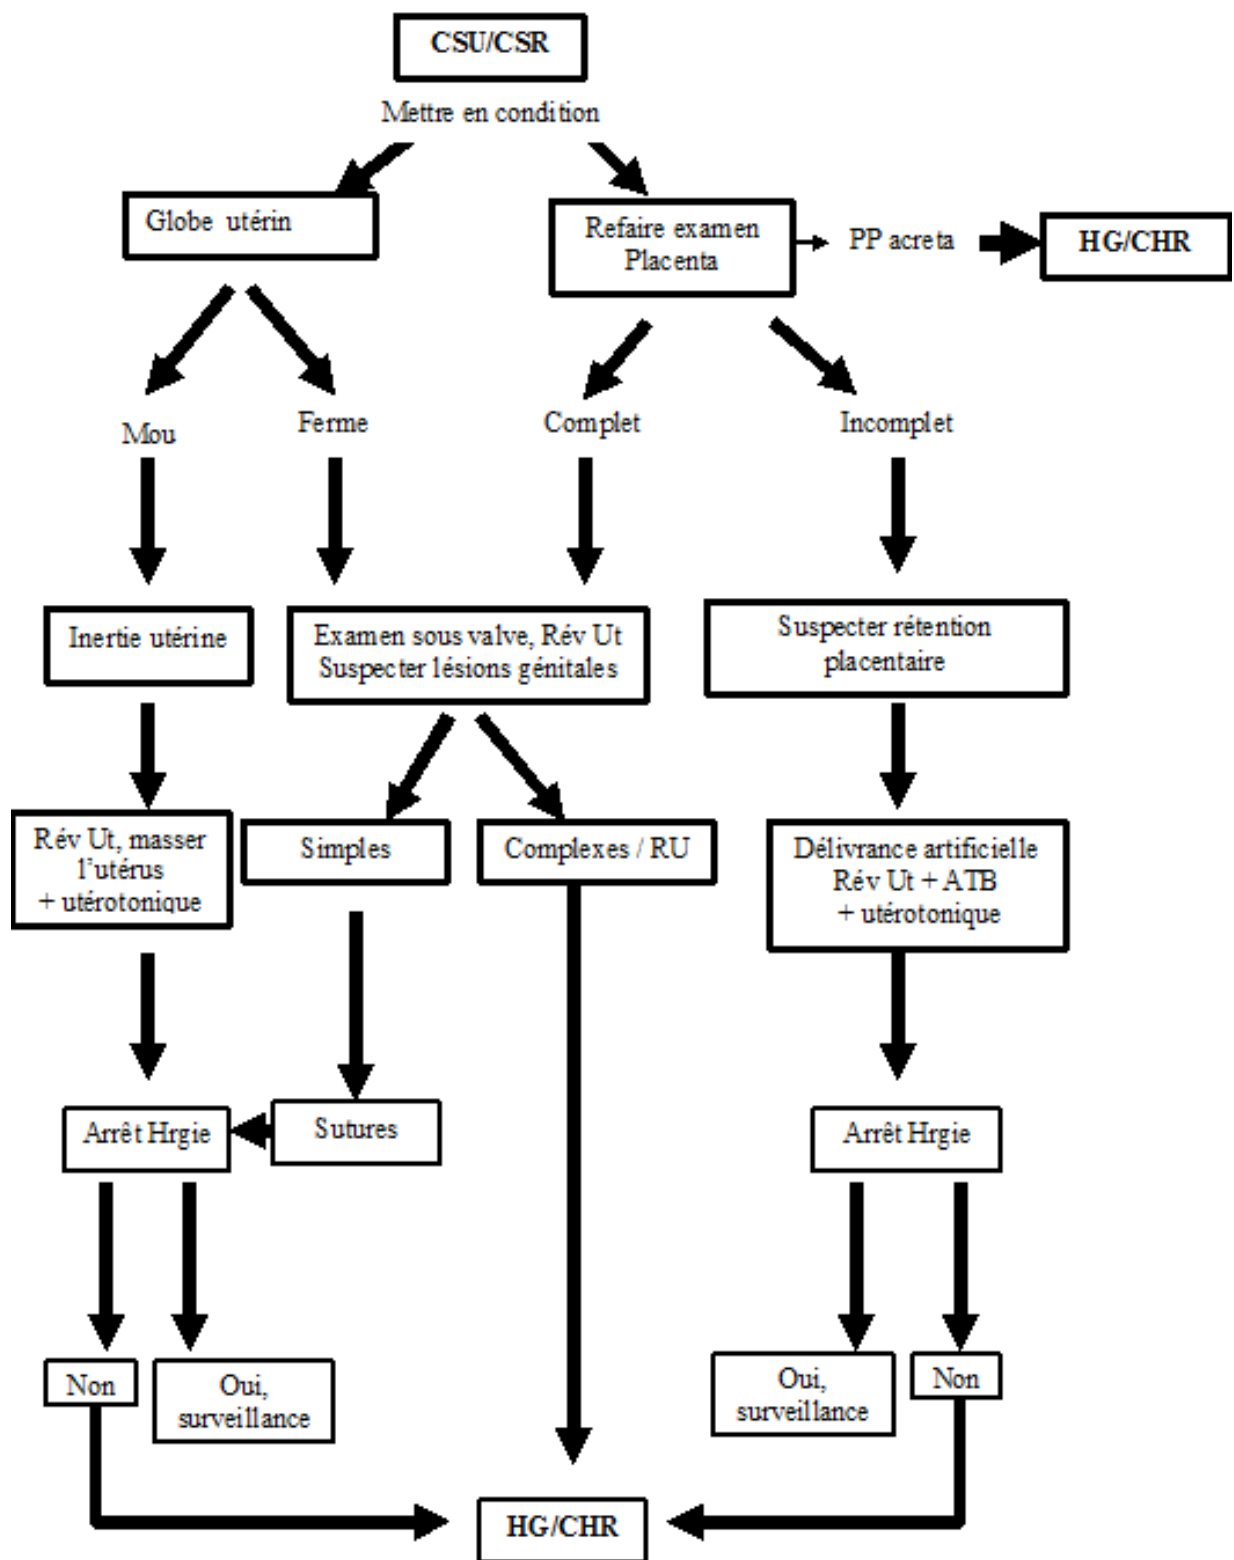 CSU/CSR
Mettre en condition
Globe utérin
Refaire examen
Placenta
PP acreta
HG/CHR
Mou
Ferme
Complet
Incomplet
Inertie utérine
Examen sous valve, Rév Ut
Suspecter lésions génitales
Suspecter rétention
placentaire
Rév Ut, masser
l'utérus
+ utérotonique
Simples
Complexes / RU
Délivrance artificielle
Rév Ut + ATB
+ utérotonique
Arrêt Hrgie
Sutures
Arrêt Hrgie
Non
Oui,
surveillance
Oui,
surveillance
Non
HG/CHR